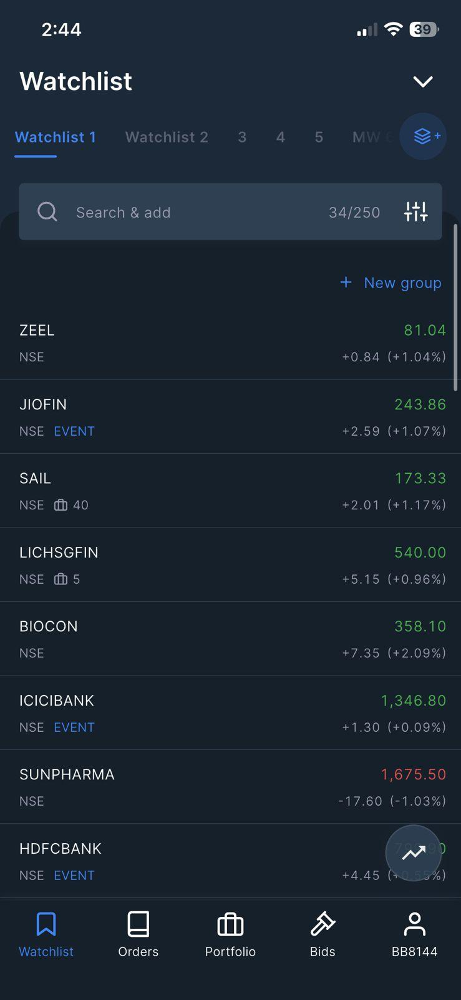 2:44
39
Watchlist
Watchlist 1 Watchlist 2 3 4 5 MW 6 +
Search & add 34/250
+ New group
ZEEL 81.04
NSE +0.84 (+1.04%)
JIOFIN 243.86
NSE EVENT +2.59 (+1.07%)
SAIL 173.33
NSE 40 +2.01 (+1.17%)
LICHSGFIN 540.00
NSE 5 +5.15 (+0.96%)
BIOCON 358.10
NSE +7.35 (+2.09%)
ICICIBANK 1,346.80
NSE EVENT +1.30 (+0.09%)
SUNPHARMA 1,675.50
NSE -17.60 (-1.03%)
HDFCBANK
NSE EVENT +4.45 (+0.55%)
Watchlist Orders Portfolio Bids BB8144